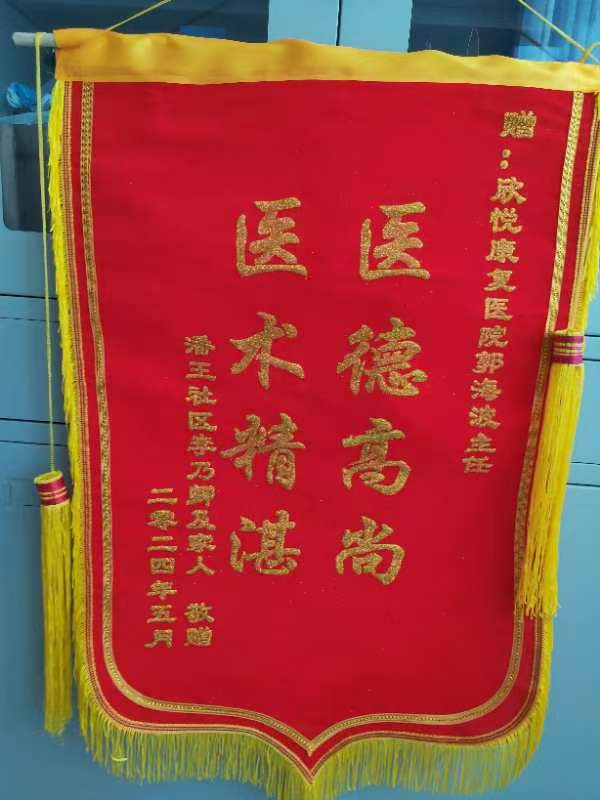 赠：欣悦康复医院郭海波主任
医德高尚
医术精湛
潘王社区李乃卿及家人 敬赠
二零二四年五月